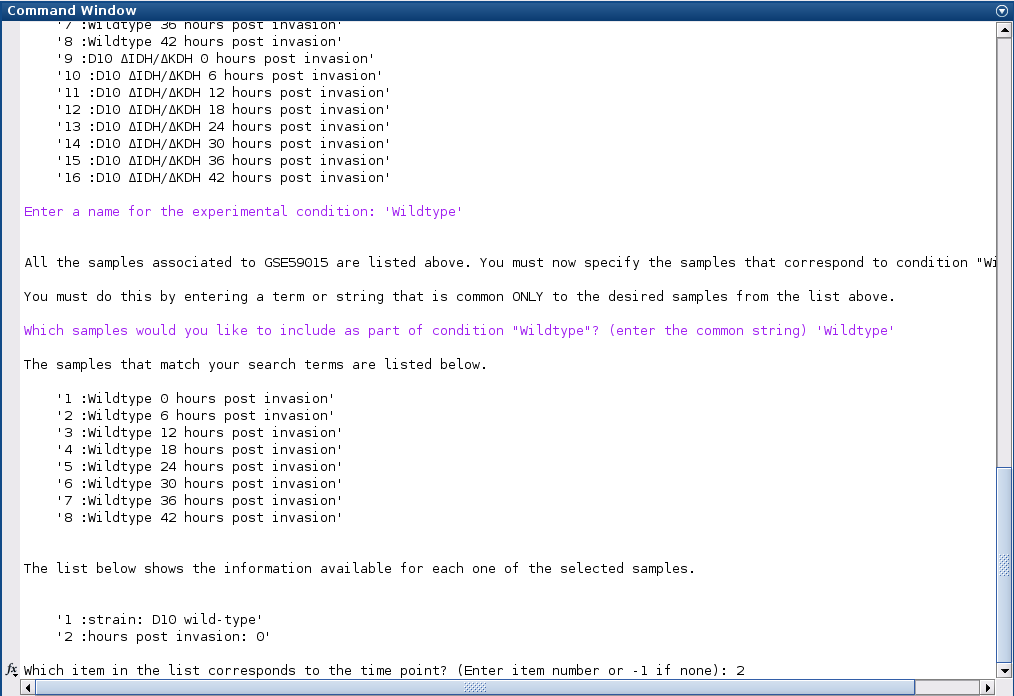 Command Window
'7 :Wildtype 36 hours post invasion'
'8 :Wildtype 42 hours post invasion'
'9 :D10 ΔIDH/ΔKDH 0 hours post invasion'
'10 :D10 ΔIDH/ΔKDH 6 hours post invasion'
'11 :D10 ΔIDH/ΔKDH 12 hours post invasion'
'12 :D10 ΔIDH/ΔKDH 18 hours post invasion'
'13 :D10 ΔIDH/ΔKDH 24 hours post invasion'
'14 :D10 ΔIDH/ΔKDH 30 hours post invasion'
'15 :D10 ΔIDH/ΔKDH 36 hours post invasion'
'16 :D10 ΔIDH/ΔKDH 42 hours post invasion'
Enter a name for the experimental condition: 'Wildtype'
All the samples associated to GSE59015 are listed above. You must now specify the samples that correspond to condition "Wi
You must do this by entering a term or string that is common ONLY to the desired samples from the list above.
Which samples would you like to include as part of condition "Wildtype"? (enter the common string) 'Wildtype'
The samples that match your search terms are listed below.
'1 :Wildtype 0 hours post invasion'
'2 :Wildtype 6 hours post invasion'
'3 :Wildtype 12 hours post invasion'
'4 :Wildtype 18 hours post invasion'
'5 :Wildtype 24 hours post invasion'
'6 :Wildtype 30 hours post invasion'
'7 :Wildtype 36 hours post invasion'
'8 :Wildtype 42 hours post invasion'
The list below shows the information available for each one of the selected samples.
'1 :strain: D10 wild-type'
'2 :hours post invasion: 0'
fx Which item in the list corresponds to the time point? (Enter item number or -1 if none): 2